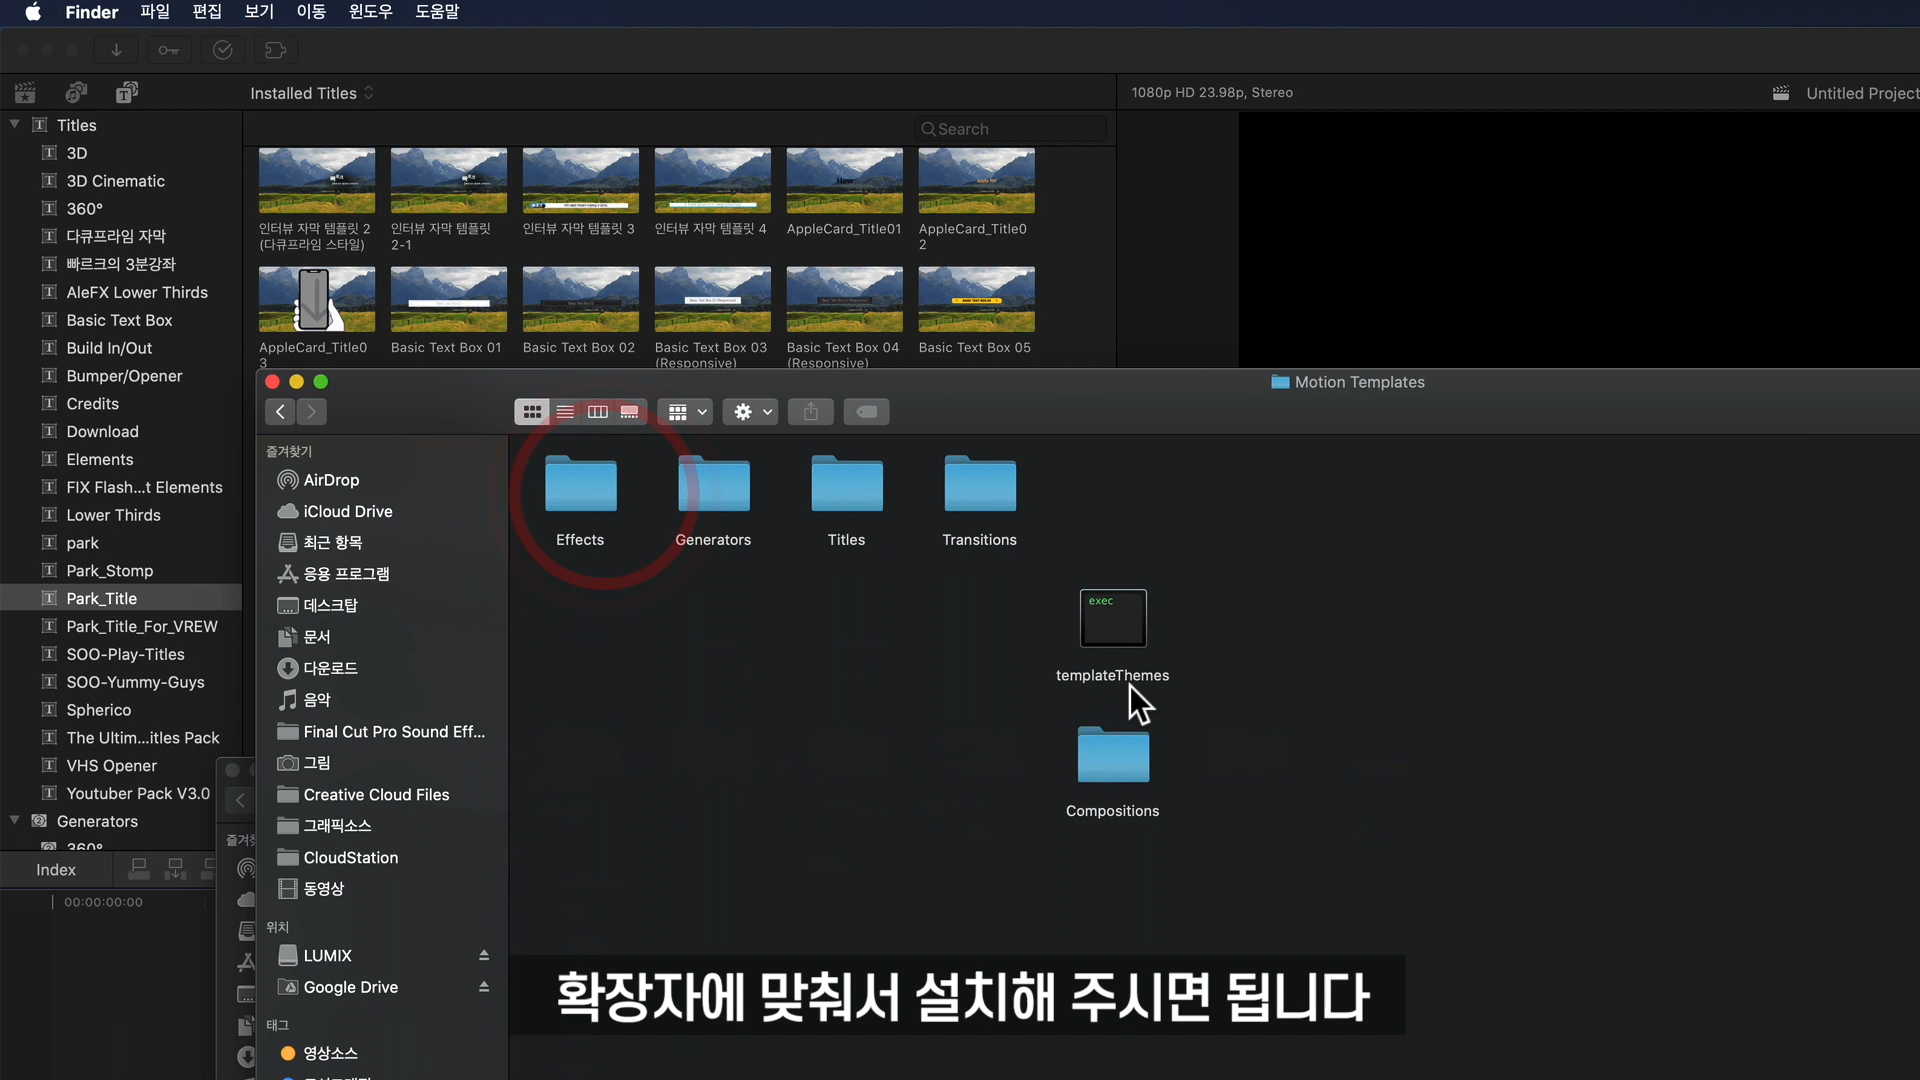 Finder 파일 편집 보기 이동 윈도우 도움말
Installed Titles
1080p HD 23.98p, Stereo
Untitled Project
Search
Titles
3D
3D Cinematic
360°
다큐프라임 자막
빠르크의 3분강좌
AleFX Lower Thirds
Basic Text Box
Build In/Out
Bumper/Opener
Credits
Download
Elements
FIX Flash...t Elements
Lower Thirds
park
Park_Stomp
Park_Title
Park_Title_For_VREW
SOO-Play-Titles
SOO-Yummy-Guys
Spherico
The Ultim...itles Pack
VHS Opener
Youtuber Pack V3.0
Generators
360°
Index
00:00:00:00
인터뷰 자막 템플릿 2
(다큐프라임 스타일)
인터뷰 자막 템플릿
2-1
인터뷰 자막 템플릿 3
인터뷰 자막 템플릿 4
How
AppleCard_Title01
AppleCard_Title0
2
AppleCard_Title0
3
Basic Text Box 01
Basic Text Box 02
Basic Text Box 03
(Responsive)
Basic Text Box 04
(Responsive)
Basic Text Box 05
Motion Templates
즐겨찾기
AirDrop
iCloud Drive
최근 항목
응용 프로그램
데스크탑
문서
다운로드
음악
Final Cut Pro Sound Eff...
그림
Creative Cloud Files
그래픽소스
CloudStation
동영상
위치
LUMIX
Google Drive
태그
영상소스
Effects
Generators
Titles
Transitions
exec
templateThemes
Compositions
확장자에 맞춰서 설치해 주시면 됩니다